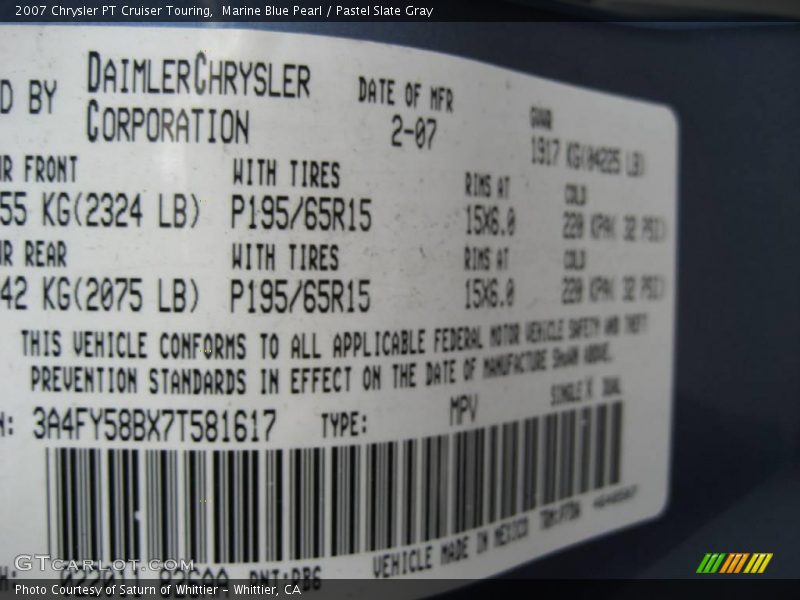 2007 Chrysler PT Cruiser Touring, Marine Blue Pearl / Pastel Slate Gray
D BY DAIMLERCHRYSLER CORPORATION
DATE OF MFR
2-07
GVWR
1917 KG(04225 LB)
R FRONT WITH TIRES RIMS AT COLD
55 KG(2324 LB) P195/65R15 15X6.0 220 KPA( 32 PSI)
R REAR WITH TIRES RIMS AT COLD
42 KG(2075 LB) P195/65R15 15X6.0 220 KPA( 32 PSI)
THIS VEHICLE CONFORMS TO ALL APPLICABLE FEDERAL MOTOR VEHICLE SAFETY AND THEFT
PREVENTION STANDARDS IN EFFECT ON THE DATE OF MANUFACTURE SHOWN ABOVE.
: 3A4FY58BX7T581617 TYPE: MPV SINGLE X DUAL
VEHICLE MADE IN MEXICO
GTCARLOT.COM
PNT:PB6
Photo Courtesy of Saturn of Whittier - Whittier, CA